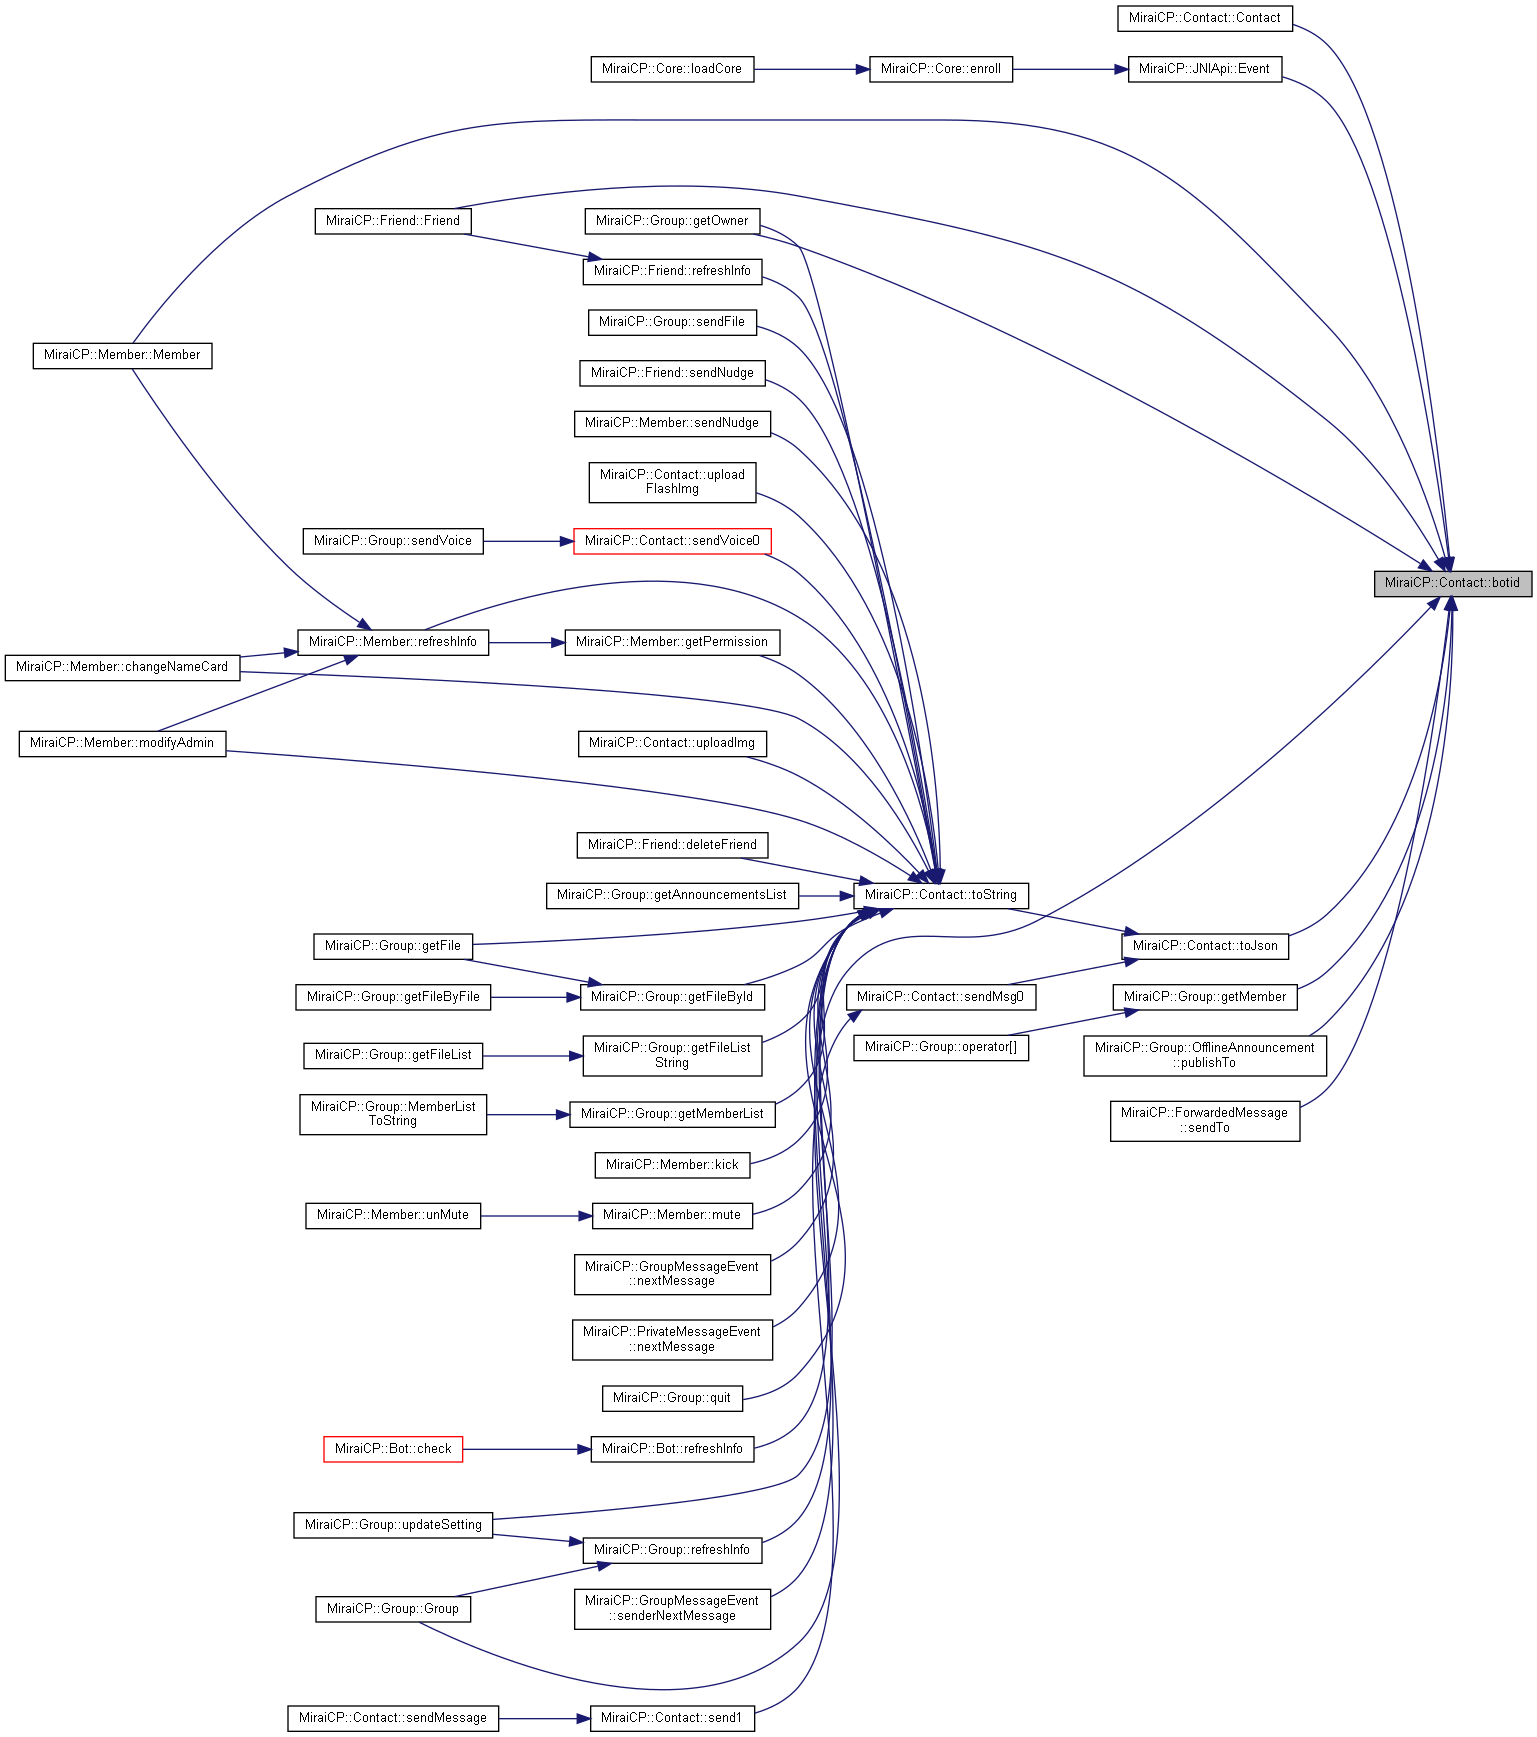 MiraiCP::Contact::Contact
MiraiCP::Core::loadCore
MiraiCP::Core::enroll
MiraiCP::JNIApi::Event
MiraiCP::Friend::Friend
MiraiCP::Group::getOwner
MiraiCP::Friend::refreshInfo
MiraiCP::Group::sendFile
MiraiCP::Member::Member
MiraiCP::Friend::sendNudge
MiraiCP::Member::sendNudge
MiraiCP::Contact::upload
FlashImg
MiraiCP::Group::sendVoice
MiraiCP::Contact::sendVoice0
MiraiCP::Contact::botid
MiraiCP::Member::refreshInfo
MiraiCP::Member::getPermission
MiraiCP::Member::changeNameCard
MiraiCP::Member::modifyAdmin
MiraiCP::Contact::uploadImg
MiraiCP::Friend::deleteFriend
MiraiCP::Group::getAnnouncementsList
MiraiCP::Contact::toString
MiraiCP::Group::getFile
MiraiCP::Contact::toJson
MiraiCP::Group::getFileByFile
MiraiCP::Group::getFileById
MiraiCP::Contact::sendMsg0
MiraiCP::Group::getMember
MiraiCP::Group::getFileList
MiraiCP::Group::getFileList
String
MiraiCP::Group::operator[]
MiraiCP::Group::OfflineAnnouncement
::publishTo
MiraiCP::Group::MemberList
ToString
MiraiCP::Group::getMemberList
MiraiCP::ForwardedMessage
::sendTo
MiraiCP::Member::kick
MiraiCP::Member::unMute
MiraiCP::Member::mute
MiraiCP::GroupMessageEvent
::nextMessage
MiraiCP::PrivateMessageEvent
::nextMessage
MiraiCP::Group::quit
MiraiCP::Bot::check
MiraiCP::Bot::refreshInfo
MiraiCP::Group::updateSetting
MiraiCP::Group::refreshInfo
MiraiCP::Group::Group
MiraiCP::GroupMessageEvent
::senderNextMessage
MiraiCP::Contact::sendMessage
MiraiCP::Contact::send1